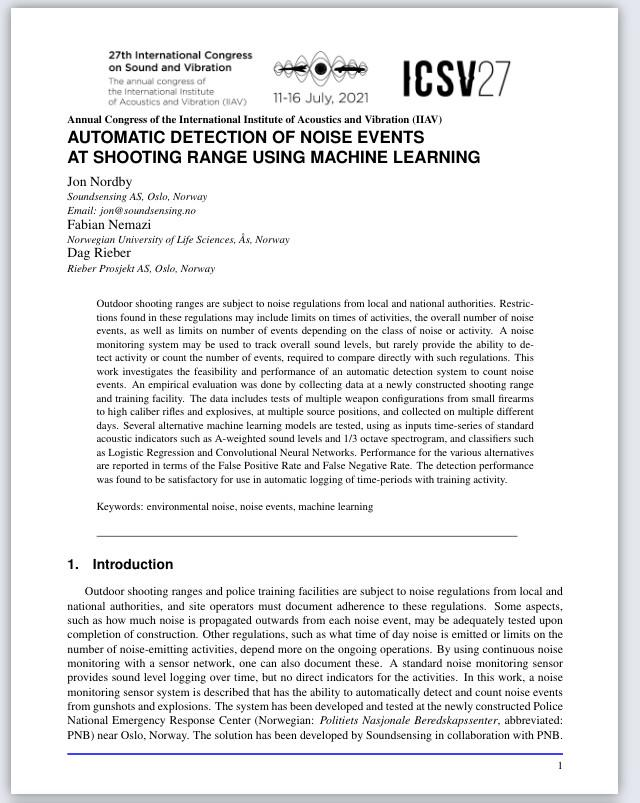 27th International Congress
on Sound and Vibration
The annual congress of
the International Institute
of Acoustics and Vibration (IIAV)
11-16 July, 2021
ICSV27
Annual Congress of the International Institute of Acoustics and Vibration (IIAV)
AUTOMATIC DETECTION OF NOISE EVENTS
AT SHOOTING RANGE USING MACHINE LEARNING
Jon Nordby
Soundsensing AS, Oslo, Norway
Email: jon@soundsensing.no
Fabian Nemazi
Norwegian University of Life Sciences, Ås, Norway
Dag Rieber
Rieber Prosjekt AS, Oslo, Norway
Outdoor shooting ranges are subject to noise regulations from local and national authorities. Restric-
tions found in these regulations may include limits on times of activities, the overall number of noise
events, as well as limits on number of events depending on the class of noise or activity. A noise
monitoring system may be used to track overall sound levels, but rarely provide the ability to de-
tect activity or count the number of events, required to compare directly with such regulations. This
work investigates the feasibility and performance of an automatic detection system to count noise
events. An empirical evaluation was done by collecting data at a newly constructed shooting range
and training facility. The data includes tests of multiple weapon configurations from small firearms
to high caliber rifles and explosives, at multiple source positions, and collected on multiple different
days. Several alternative machine learning models are tested, using as inputs time-series of standard
acoustic indicators such as A-weighted sound levels and 1/3 octave spectrogram, and classifiers such
as Logistic Regression and Convolutional Neural Networks. Performance for the various alternatives
are reported in terms of the False Positive Rate and False Negative Rate. The detection performance
was found to be satisfactory for use in automatic logging of time-periods with training activity.
Keywords: environmental noise, noise events, machine learning
1. Introduction
Outdoor shooting ranges and police training facilities are subject to noise regulations from local and
national authorities, and site operators must document adherence to these regulations. Some aspects,
such as how much noise is propagated outwards from each noise event, may be adequately tested upon
completion of construction. Other regulations, such as what time of day noise is emitted or limits on the
number of noise-emitting activities, depend more on the ongoing operations. By using continuous noise
monitoring with a sensor network, one can also document these. A standard noise monitoring sensor
provides sound level logging over time, but no direct indicators for the activities. In this work, a noise
monitoring sensor system is described that has the ability to automatically detect and count noise events
from gunshots and explosions. The system has been developed and tested at the newly constructed Police
National Emergency Response Center (Norwegian: Politiets Nasjonale Beredskapssenter, abbreviated:
PNB) near Oslo, Norway. The solution has been developed by Soundsensing in collaboration with PNB.
1